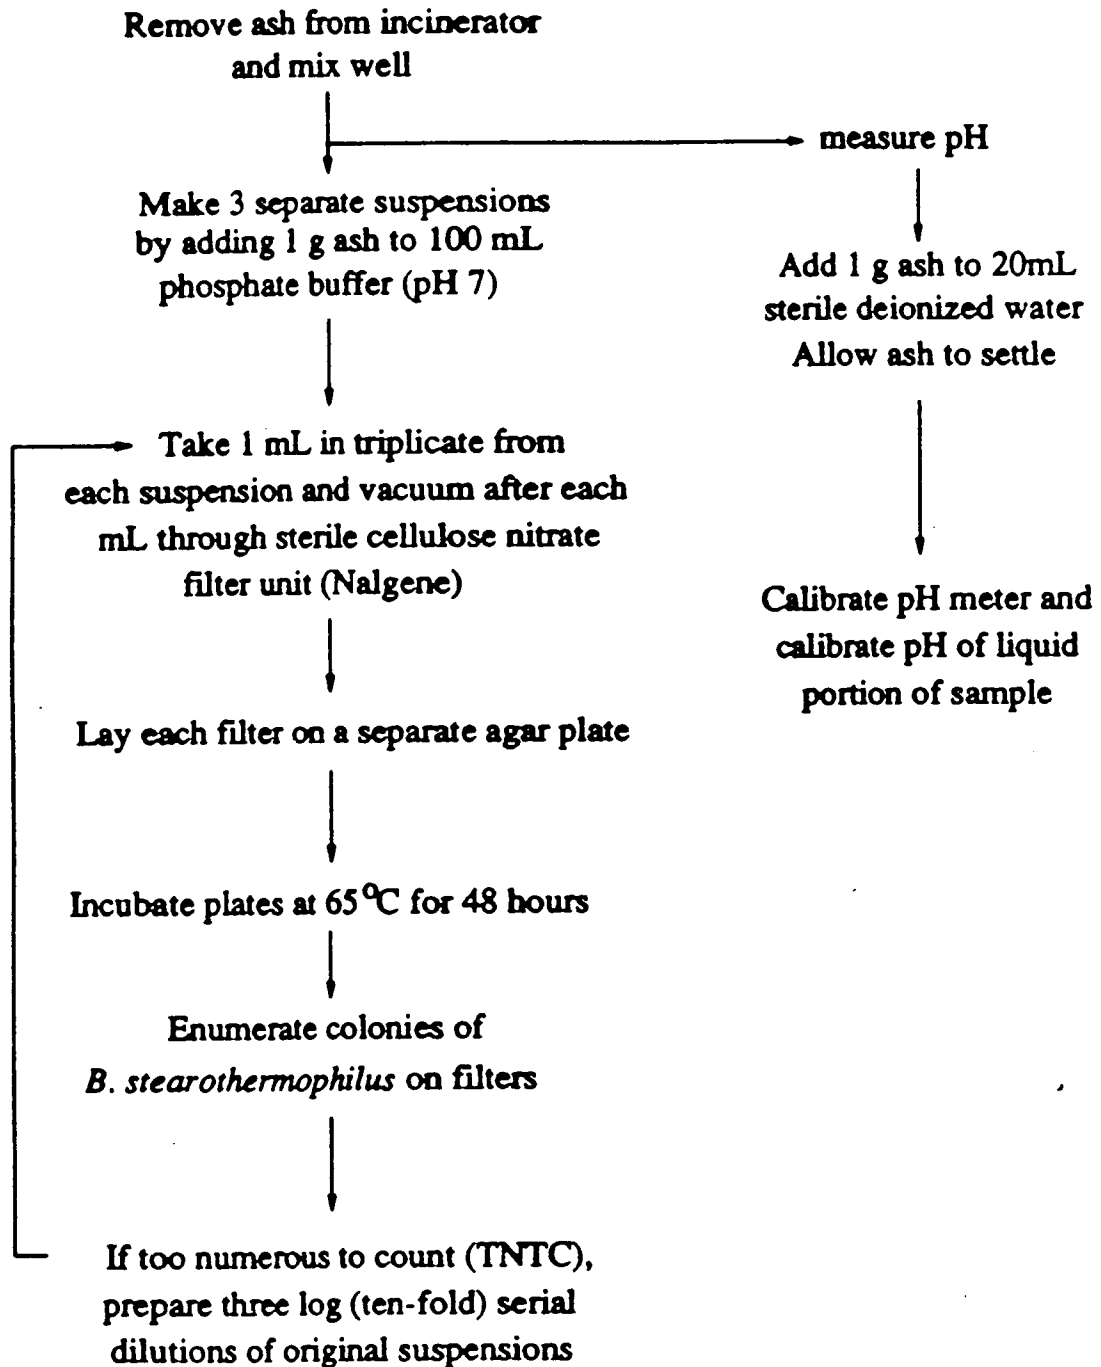 Remove ash from incinerator
and mix well
measure pH
Make 3 separate suspensions
by adding 1 g ash to 100 mL
phosphate buffer (pH 7)
Add 1 g ash to 20mL
sterile deionized water
Allow ash to settle
Take 1 mL in triplicate from
each suspension and vacuum after each
mL through sterile cellulose nitrate
filter unit (Nalgene)
Calibrate pH meter and
calibrate pH of liquid
portion of sample
Lay each filter on a separate agar plate
Incubate plates at 65°C for 48 hours
Enumerate colonies of
B. stearothermophilus on filters
If too numerous to count (TNTC),
prepare three log (ten-fold) serial
dilutions of original suspensions